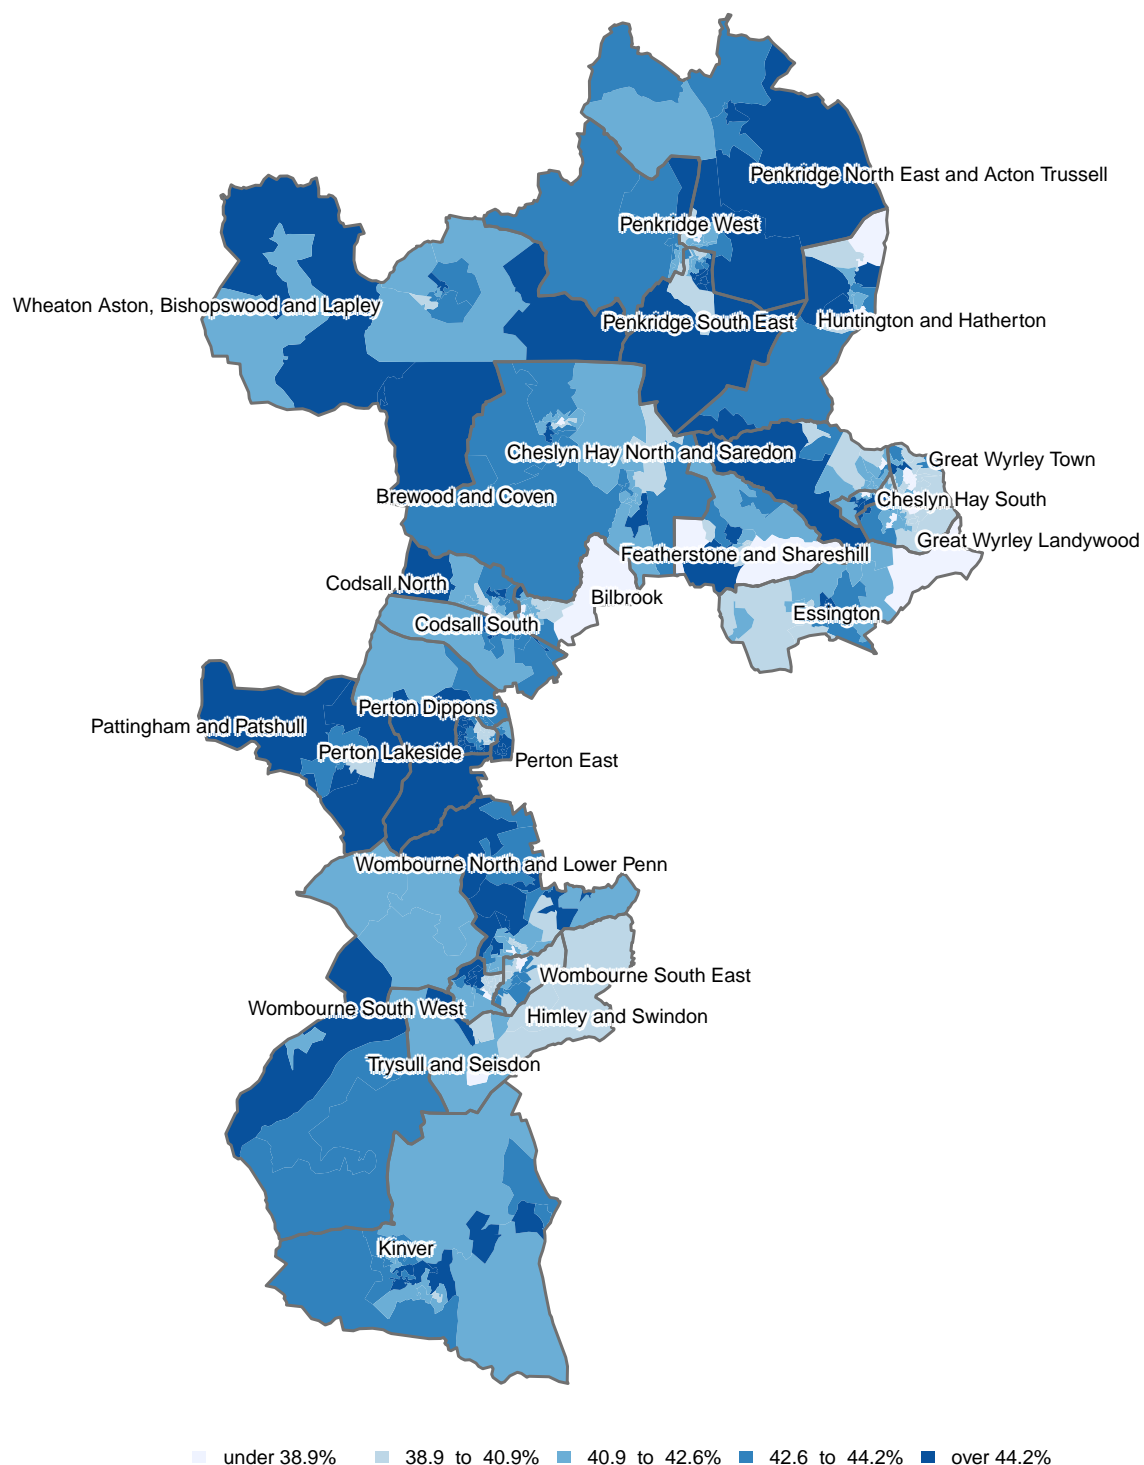 Penkridge North East and Acton Trussell
Penkridge West
Wheaton Aston, Bishopswood and Lapley
Penkridge South East
Huntington and Hatherton
Cheslyn Hay North and Saredon
Great Wyrley Town
Brewood and Coven
Cheslyn Hay South
Great Wyrley Landywood
Featherstone and Shareshill
Codsall North
Bilbrook
Essington
Codsall South
Perton Dippons
Pattingham and Patshull
Perton Lakeside
Perton East
Wombourne North and Lower Penn
Wombourne South East
Wombourne South West
Himley and Swindon
Trysull and Seisdon
Kinver
under 38.9% 38.9 to 40.9% 40.9 to 42.6% 42.6 to 44.2% over 44.2%